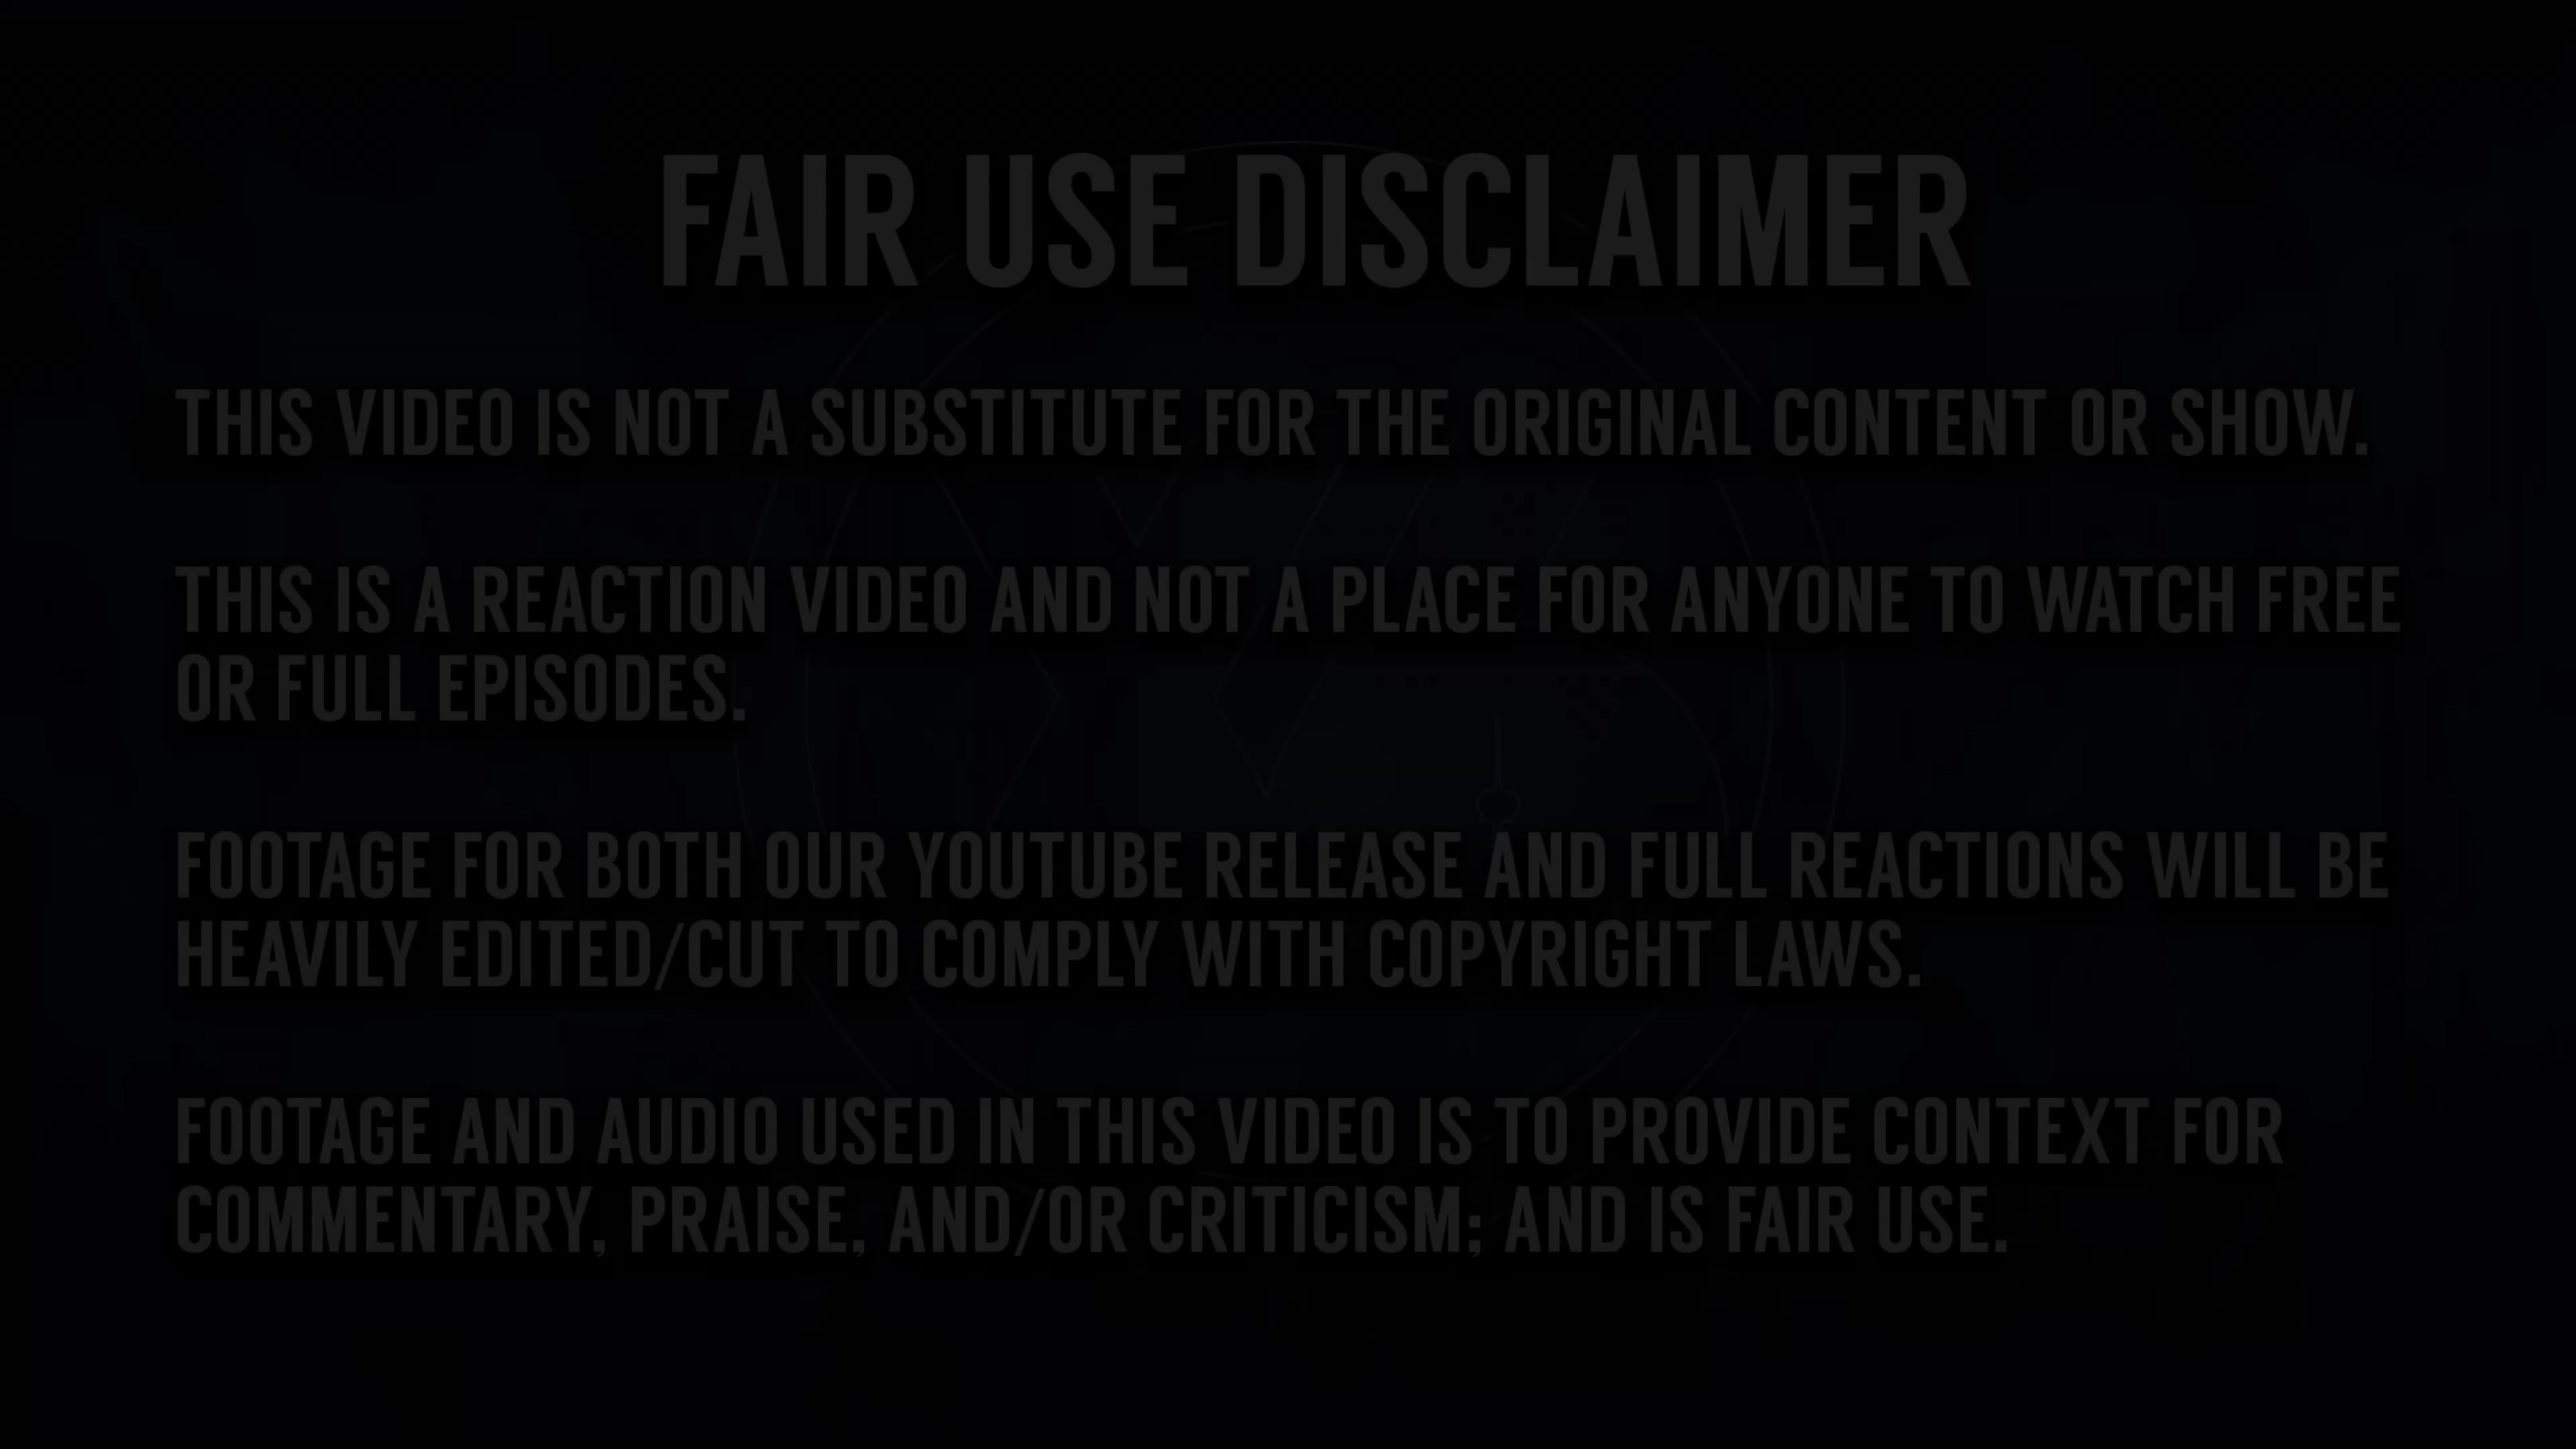 FAIR USE DISCLAIMER
THIS VIDEO IS NOT A SUBSTITUTE FOR THE ORIGINAL CONTENT OR SHOW.
THIS IS A REACTION VIDEO AND NOT A PLACE FOR ANYONE TO WATCH FREE
OR FULL EPISODES.
FOOTAGE FOR BOTH OUR YOUTUBE RELEASE AND FULL REACTIONS WILL BE
HEAVILY EDITED/CUT TO COMPLY WITH COPYRIGHT LAWS.
FOOTAGE AND AUDIO USED IN THIS VIDEO IS TO PROVIDE CONTEXT FOR
COMMENTARY, PRAISE, AND/OR CRITICISM; AND IS FAIR USE.